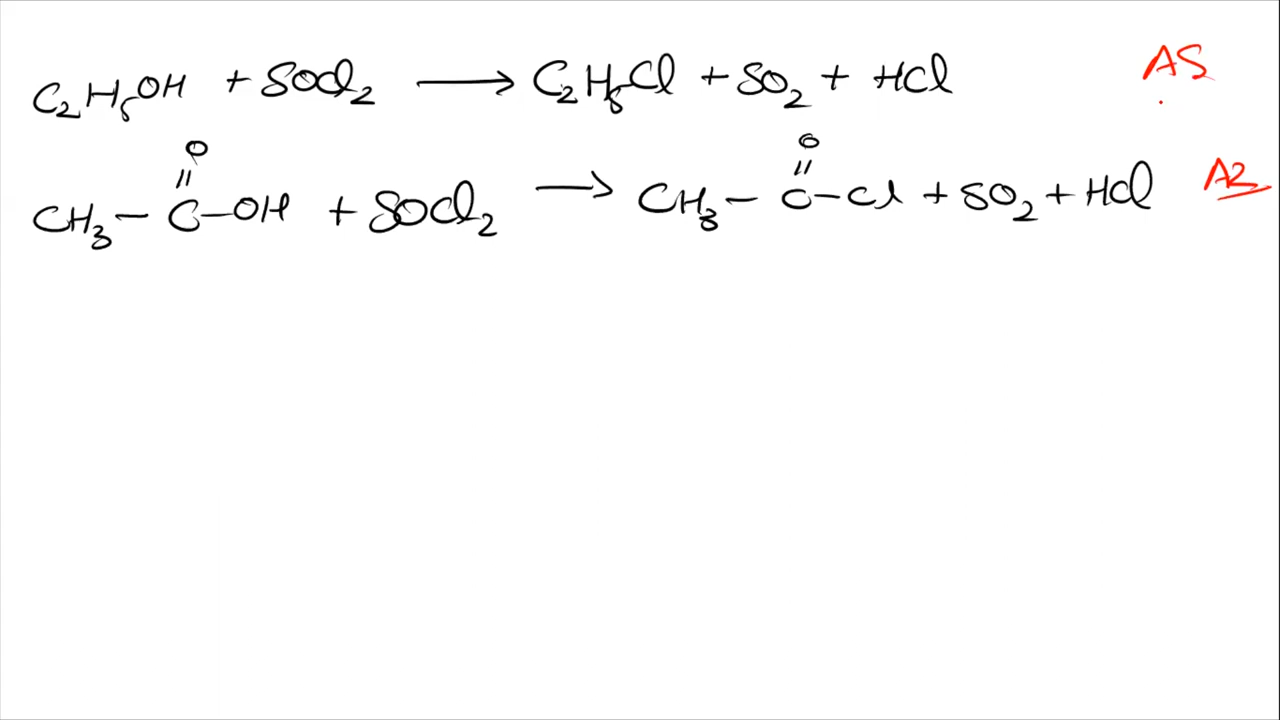 C₂H₅OH + SOCl₂ ⟶ C₂H₅Cl + SO₂ + HCl AS
O O
CH₃ – C – OH + SOCl₂ ⟶ CH₃ – C – Cl + SO₂ + HCl A2